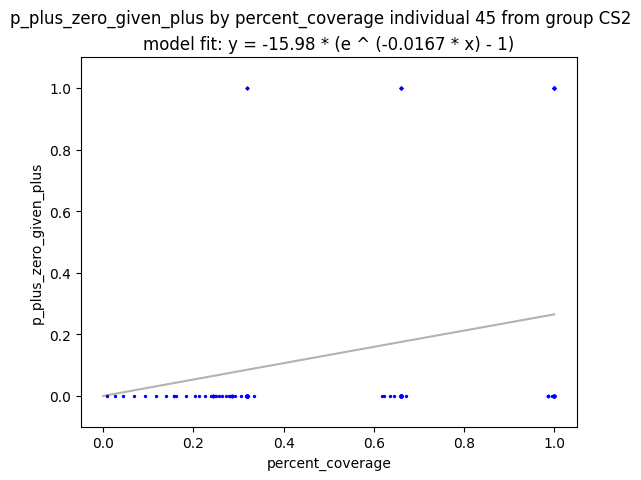 p_plus_zero_given_plus by percent_coverage individual 45 from group CS2
model fit: y = -15.98 * (e ^ (-0.0167 * x) - 1)
1.0
0.8
0.6
0.4
0.2
0.0
p_plus_zero_given_plus
0.0 0.2 0.4 0.6 0.8 1.0
percent_coverage